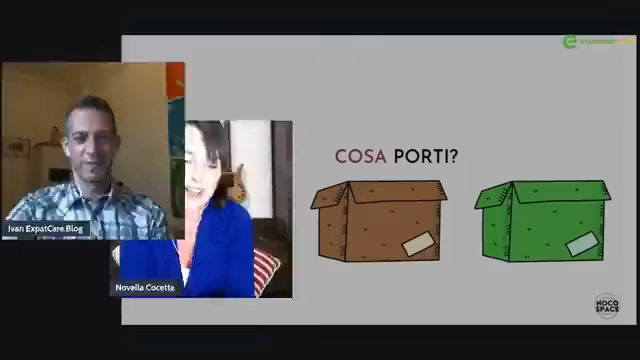 COSA PORTI?
Ivan ExpatCare.Blog
Novella Cocetta
NOCO
SPACE